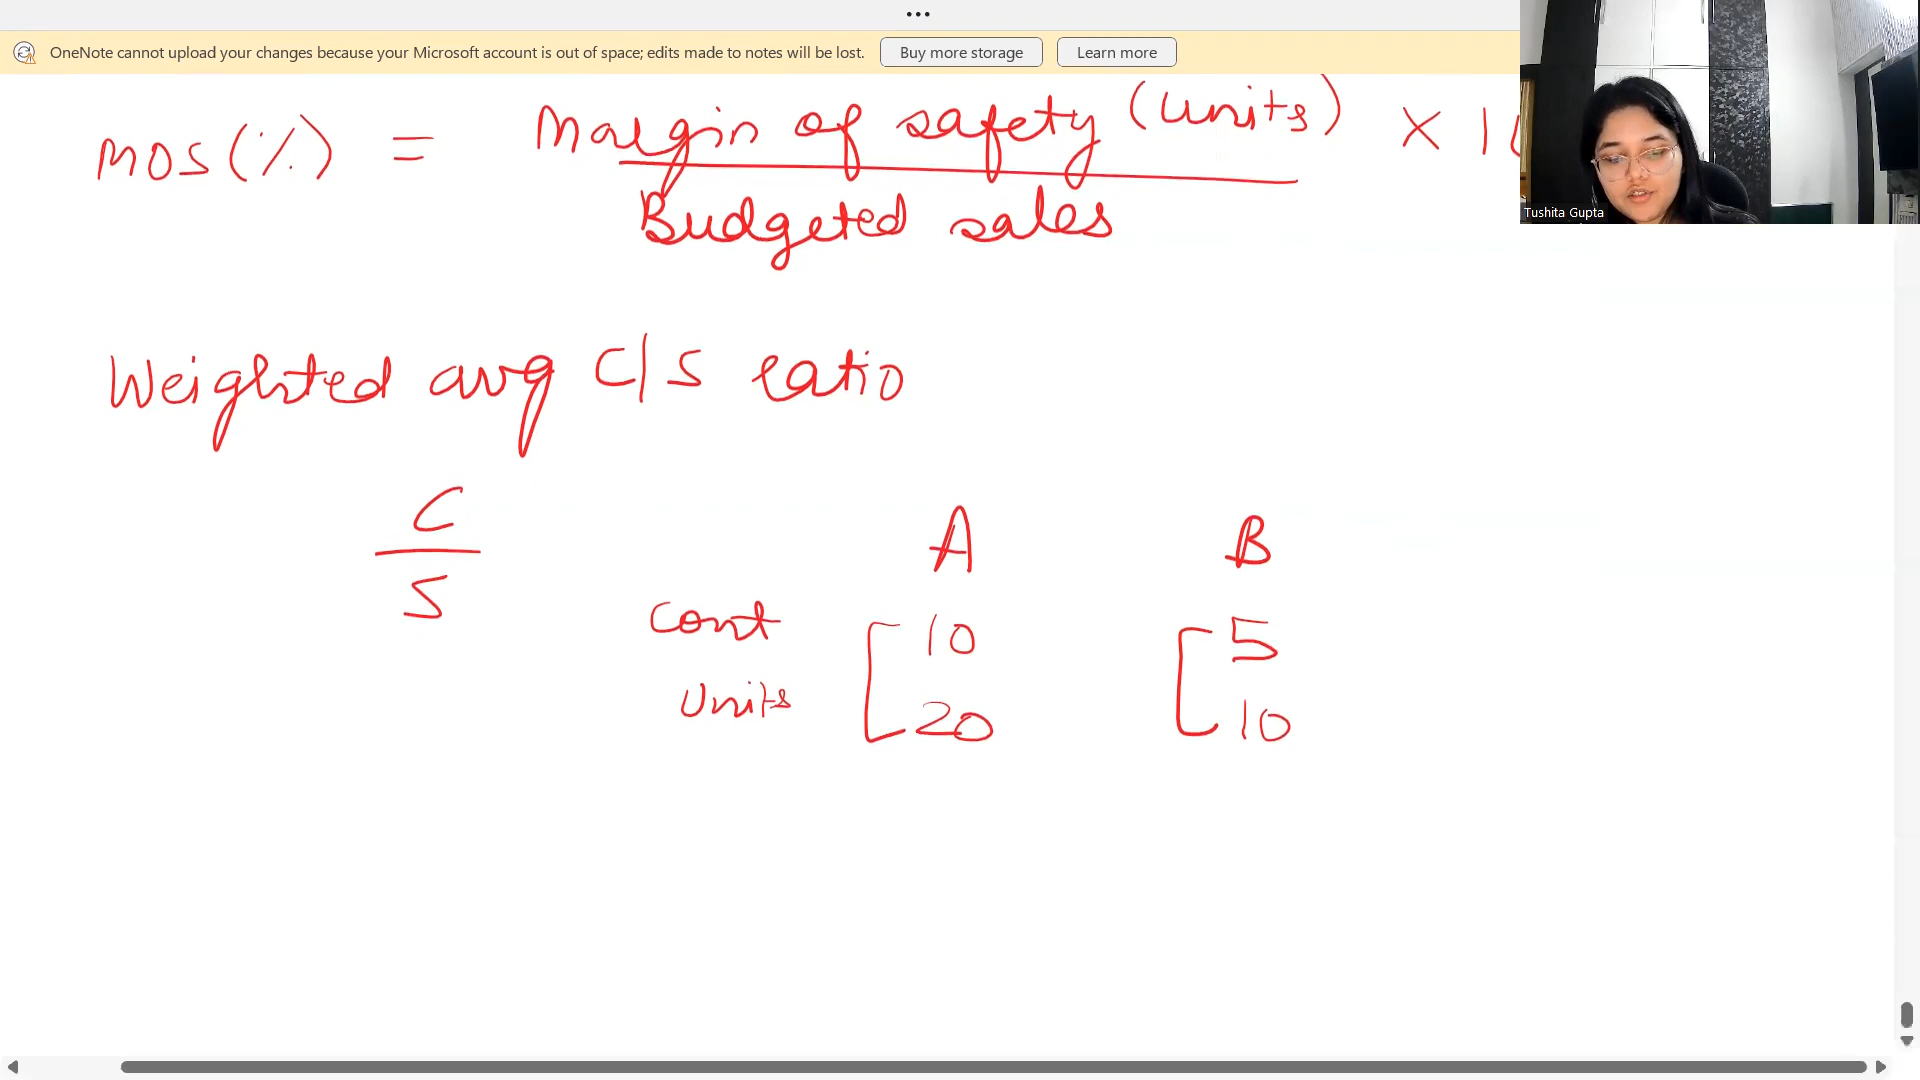 •••
OneNote cannot upload your changes because your Microsoft account is out of space; edits made to notes will be lost. Buy more storage Learn more
MOS(%) = Margin of safety (units) × 10
Budgeted sales
Tushita Gupta
Weighted avg C/S ratio
C
S
A B
Cont 10 5
Units 20 10